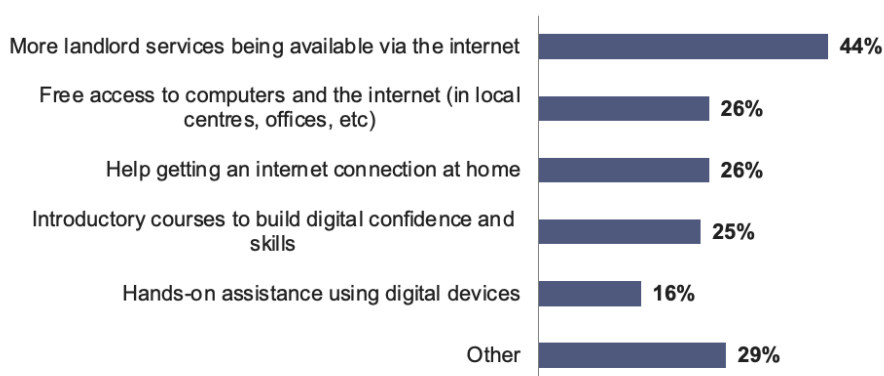 More landlord services being available via the internet 44%
Free access to computers and the internet (in local
centres, offices, etc) 26%
Help getting an internet connection at home 26%
Introductory courses to build digital confidence and
skills 25%
Hands-on assistance using digital devices 16%
Other 29%